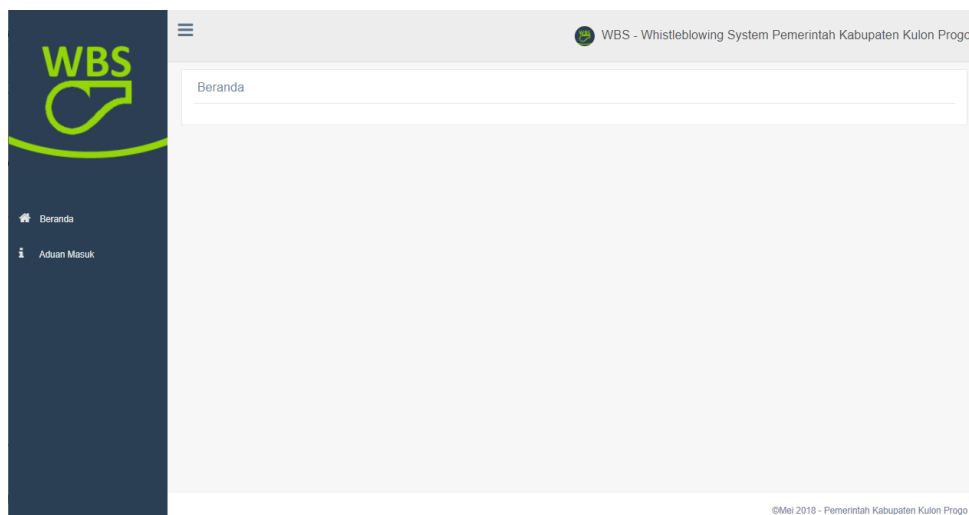 WBS
WBS - Whistleblowing System Pemerintah Kabupaten Kulon Progo
Beranda
Beranda
Aduan Masuk
©Mei 2018 - Pemerintah Kabupaten Kulon Progo